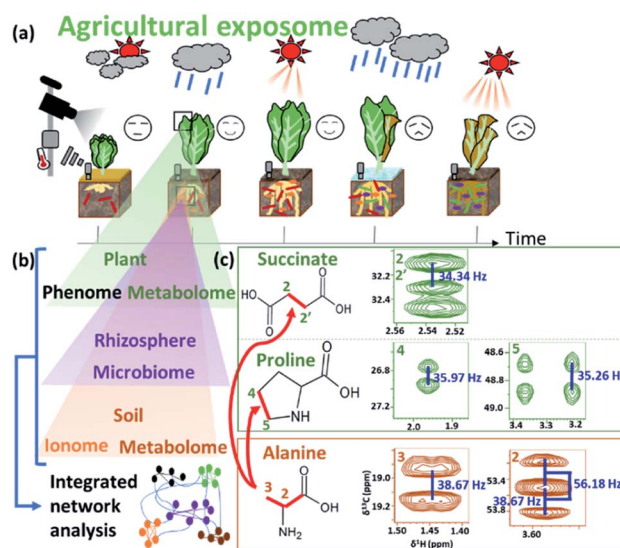 Agricultural exposome
(a)
Time
(b)
Plant
Phenome Metabolome
Rhizosphere
Microbiome
Soil
Ionome Metabolome
Integrated
network
analysis
(c)
Succinate
2
O
OH
HO
2'
O
2
2'
34.34 Hz
32.2
32.4
2.56 2.54 2.52
Proline
O
4
OH
NH
5
4
35.97 Hz
26.8
27.2
2.0 1.9
5
35.26 Hz
48.6
48.8
49.0
3.4 3.3 3.2
Alanine
O
3
2
OH
NH2
3
38.67 Hz
19.0
19.2
δ13C (ppm)
1.50 1.45 1.40
δ1H (ppm)
2
56.18 Hz
38.67 Hz
53.4
53.8
3.60